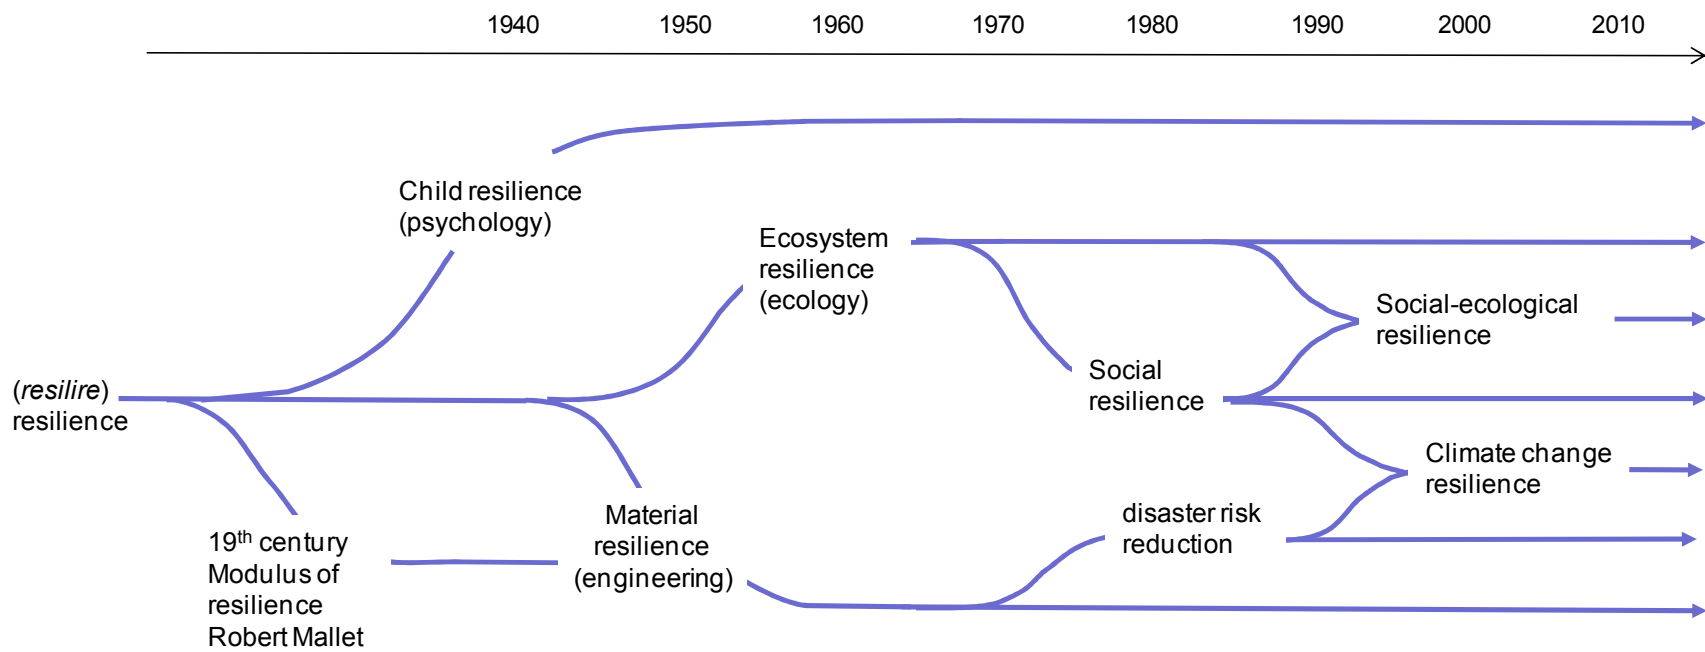 1940 1950 1960 1970 1980 1990 2000 2010
Child resilience
(psychology)
Ecosystem
resilience
(ecology)
Social-ecological
resilience
(resilire)
resilience
Social
resilience
Climate change
resilience
Material
resilience
(engineering)
disaster risk
reduction
19th century
Modulus of
resilience
Robert Mallet